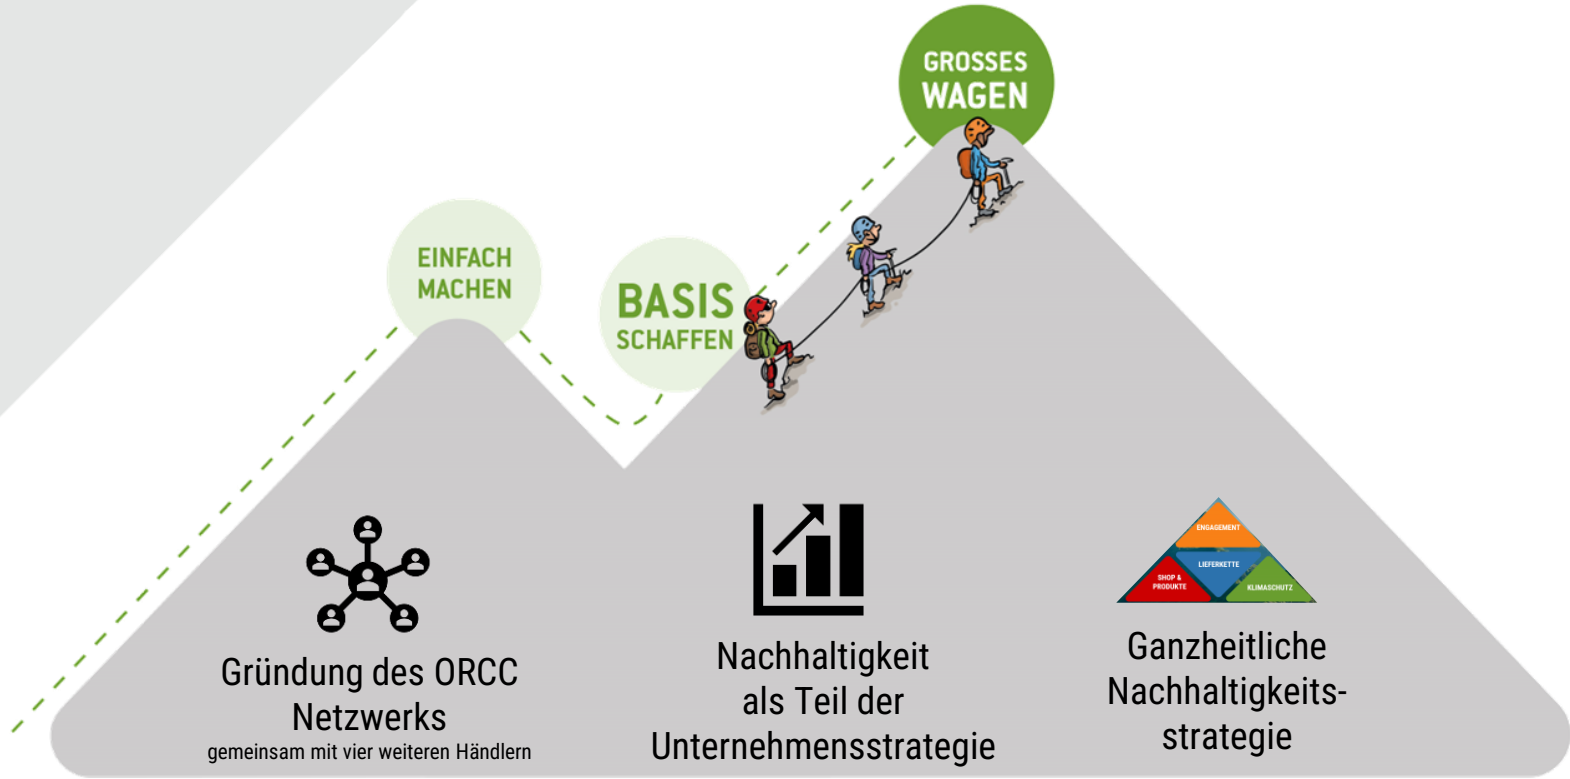 GROSSES
WAGEN
EINFACH
MACHEN
BASIS
SCHAFFEN
Gründung des ORCC
Netzwerks
gemeinsam mit vier weiteren Händlern
Nachhaltigkeit
als Teil der
Unternehmensstrategie
ENGAGEMENT
LIEFERKETTE
SHOP &
PRODUKTE
KLIMASCHUTZ
Ganzheitliche
Nachhaltigkeits-
strategie